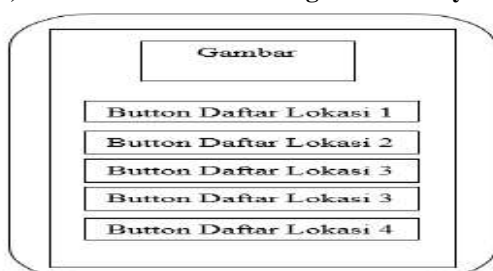 Gambar
Button Daftar Lokasi 1
Button Daftar Lokasi 2
Button Daftar Lokasi 3
Button Daftar Lokasi 3
Button Daftar Lokasi 4